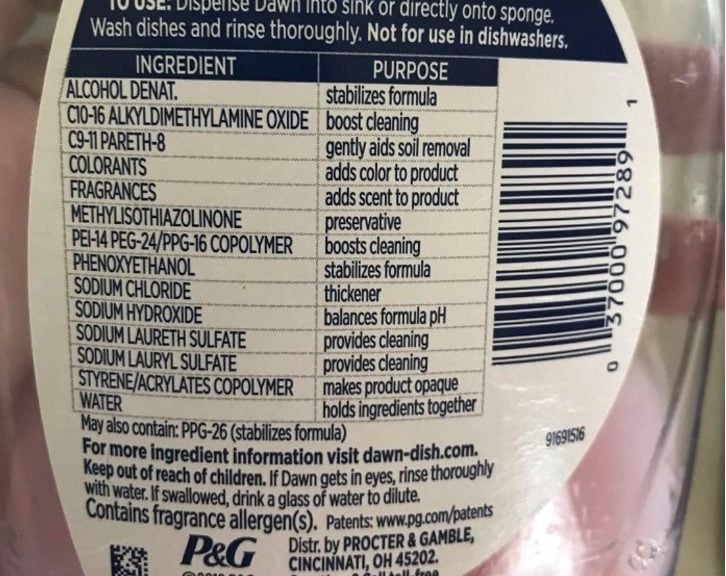 TO USE: Dispense Dawn into sink or directly onto sponge.
Wash dishes and rinse thoroughly. Not for use in dishwashers.
INGREDIENT PURPOSE
ALCOHOL DENAT. stabilizes formula
C10-16 ALKYLDIMETHYLAMINE OXIDE boost cleaning
C9-11 PARETH-8 gently aids soil removal
COLORANTS adds color to product
FRAGRANCES adds scent to product
METHYLISOTHIAZOLINONE preservative
PEI-14 PEG-24/PPG-16 COPOLYMER boosts cleaning
PHENOXYETHANOL stabilizes formula
SODIUM CHLORIDE thickener
SODIUM HYDROXIDE balances formula pH
SODIUM LAURETH SULFATE provides cleaning
SODIUM LAURYL SULFATE provides cleaning
STYRENE/ACRYLATES COPOLYMER makes product opaque
WATER holds ingredients together
May also contain: PPG-26 (stabilizes formula)
For more ingredient information visit dawn-dish.com.
Keep out of reach of children. If Dawn gets in eyes, rinse thoroughly
with water. If swallowed, drink a glass of water to dilute.
Contains fragrance allergen(s). Patents: www.pg.com/patents
P&G
Distr. by PROCTER & GAMBLE,
CINCINNATI, OH 45202.
0 37000 97289 1
91691516